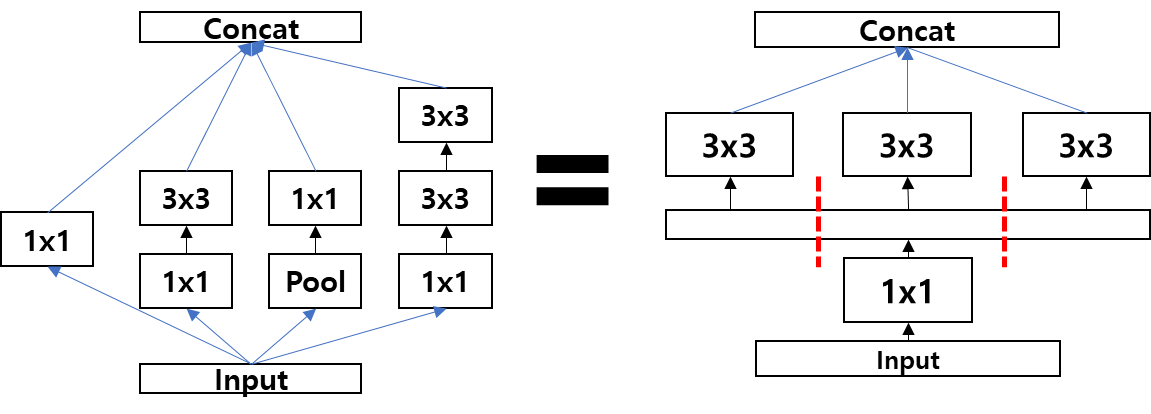 Concat
3x3
3x3
1x1
3x3
1x1
1x1
Pool
1x1
Input
=
Concat
3x3
3x3
3x3
1x1
Input